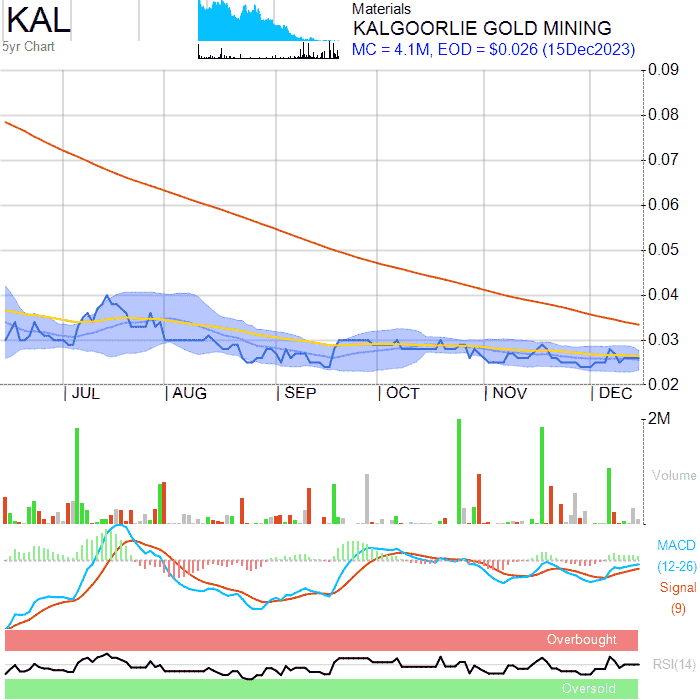 KAL
5yr Chart
Materials
KALGOORLIE GOLD MINING
MC = 4.1M, EOD = $0.026 (15Dec2023)
0.09
0.08
0.07
0.06
0.05
0.04
0.03
0.02
JUL AUG SEP OCT NOV DEC
2M
Volume
MACD
(12-26)
Signal
(9)
Overbought
RSI(14)
Oversold